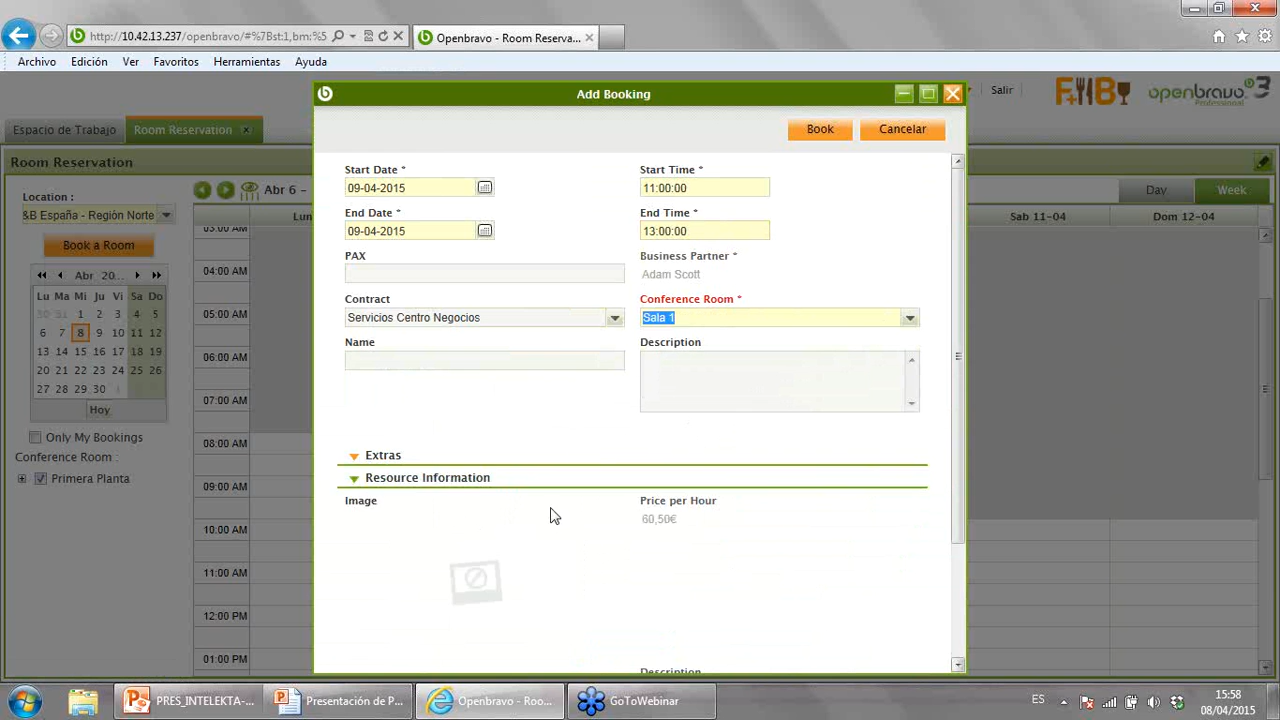 http://10.42.13.237/openbravo/#%7Bst:1,bm:%5
Openbravo - Room Reserva...
Archivo Edición Ver Favoritos Herramientas Ayuda
Salir
F+&B
openbravo 3
Professional
Espacio de Trabajo
Room Reservation
Room Reservation
Location :
&B España - Región Norte
Book a Room
Abr 20...
Lu Ma Mi Ju Vi Sa Do
30 31 1 2 3 4 5
6 7 8 9 10 11 12
13 14 15 16 17 18 19
20 21 22 23 24 25 26
27 28 29 30 1
Hoy
Only My Bookings
Conference Room :
Primera Planta
Abr 6 -
Day Week
Lun
Sab 11-04 Dom 12-04
03:00 AM
04:00 AM
05:00 AM
06:00 AM
07:00 AM
08:00 AM
09:00 AM
10:00 AM
11:00 AM
12:00 PM
01:00 PM
Add Booking
Book Cancelar
Start Date * Start Time *
09-04-2015 11:00:00
End Date * End Time *
09-04-2015 13:00:00
PAX Business Partner *
Adam Scott
Contract Conference Room *
Servicios Centro Negocios Sala 1
Name Description
Extras
Resource Information
Image Price per Hour
60,50€
Description
PRES_INTELEKTA-...
Presentación de P...
Openbravo - Roo...
GoToWebinar
ES
15:58
08/04/2015